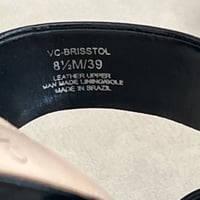 VC-BRISSTOL
8½M/39
LEATHER UPPER
MAN MADE LINING&SOLE
MADE IN BRAZIL